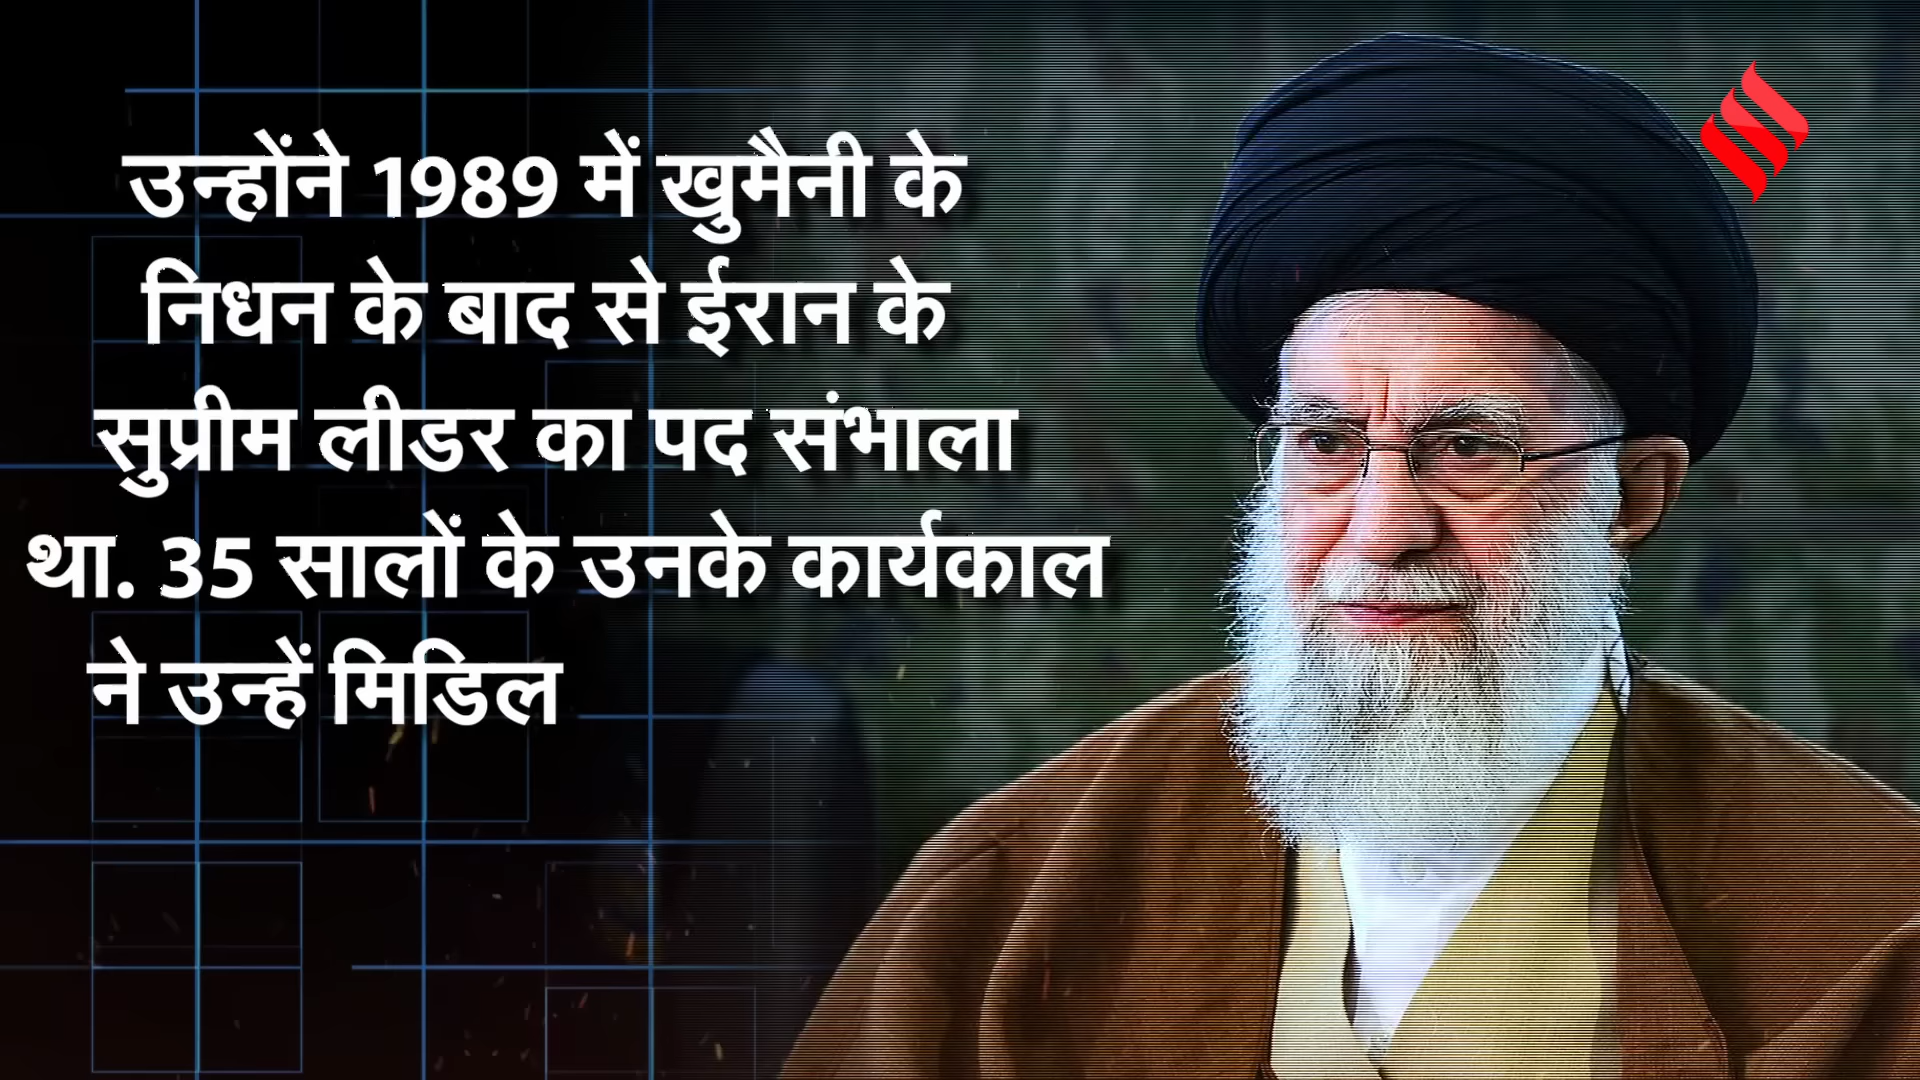 उन्होंने 1989 में खुमैनी के
निधन के बाद से ईरान के
सुप्रीम लीडर का पद संभाला
था. 35 सालों के उनके कार्यकाल
ने उन्हें मिडिल